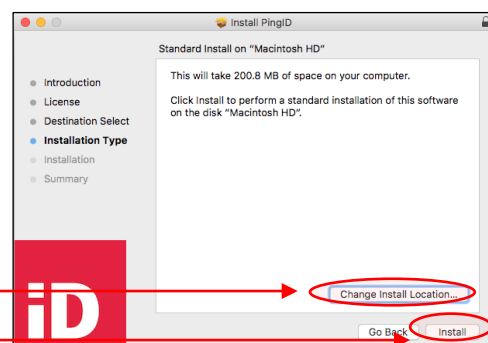 Install PingID
Standard Install on “Macintosh HD”
Introduction
License
Destination Select
Installation Type
Installation
Summary
This will take 200.8 MB of space on your computer.
Click Install to perform a standard installation of this software
on the disk “Macintosh HD”.
iD
Change Install Location...
Go Back
Install